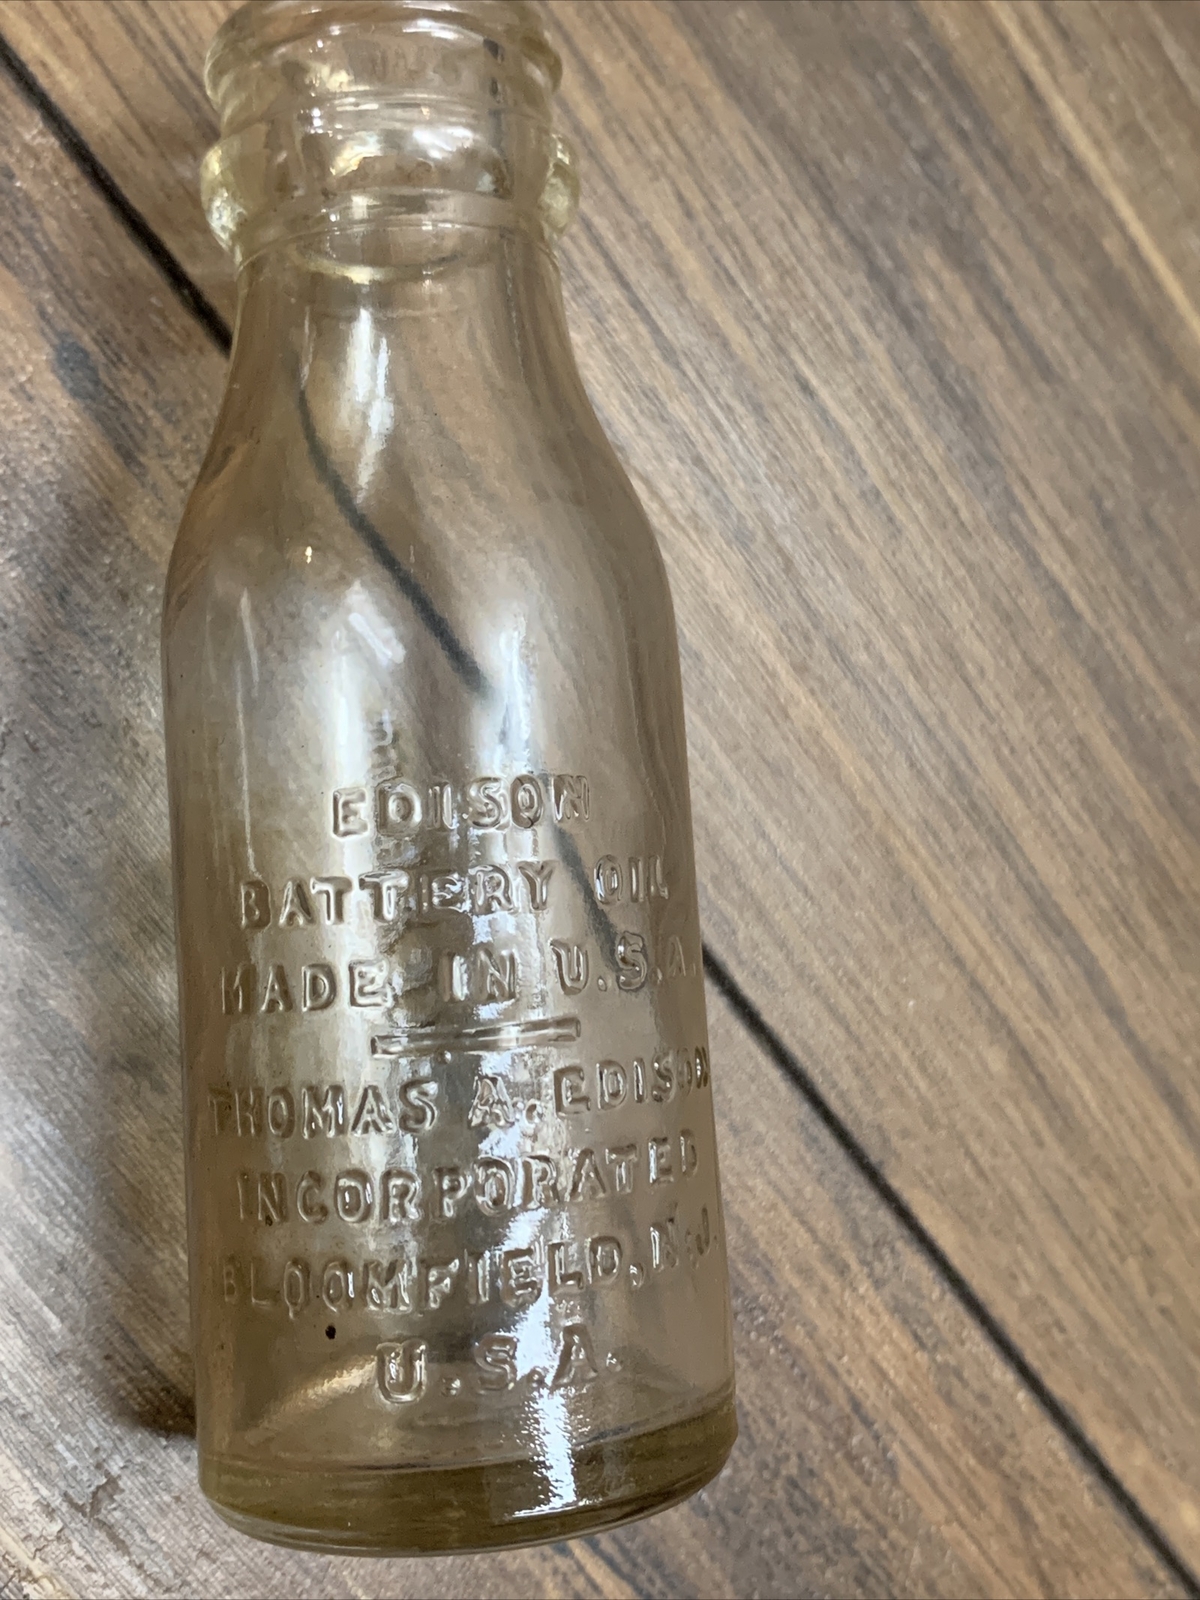 EDISON
BATTERY OIL
MADE IN U.S.A.
THOMAS A. EDISON
INCORPORATED
BLOOMFIELD, N.J.
U.S.A.